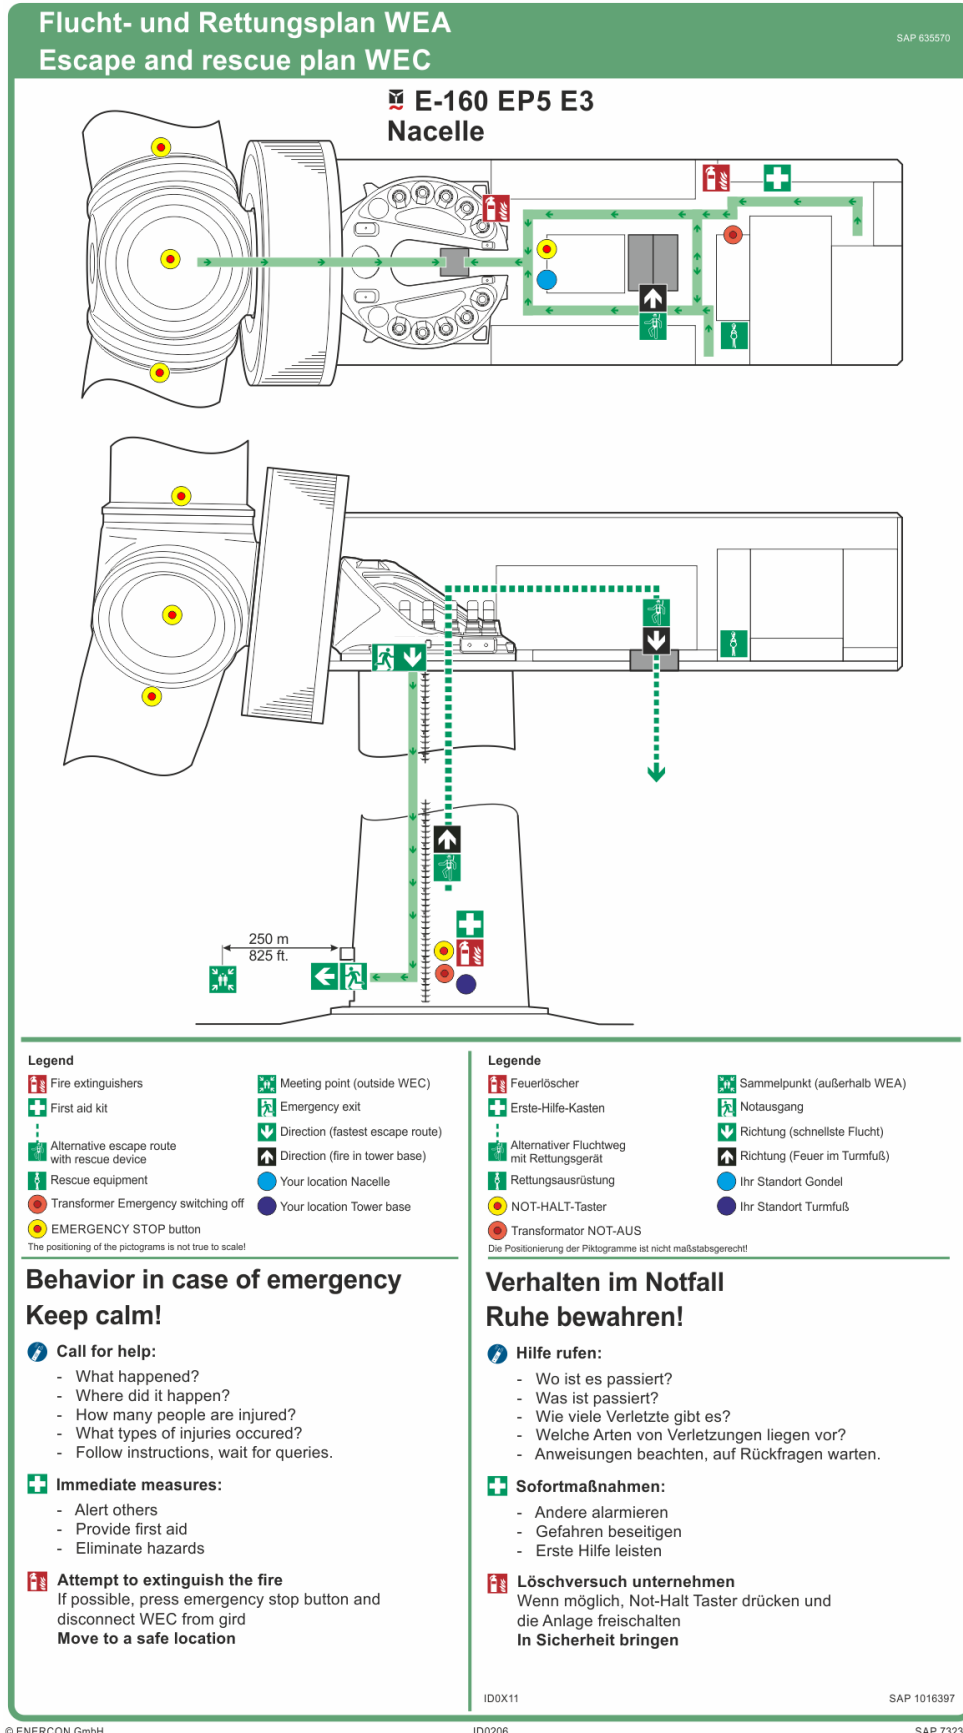 Flucht- und Rettungsplan WEA
Escape and rescue plan WEC
SAP 635570
E-160 EP5 E3
Nacelle
250 m
825 ft.
Legend
Fire extinguishers
First aid kit
Alternative escape route
with rescue device
Rescue equipment
Transformer Emergency switching off
EMERGENCY STOP button
The positioning of the pictograms is not true to scale!
Meeting point (outside WEC)
Emergency exit
Direction (fastest escape route)
Direction (fire in tower base)
Your location Nacelle
Your location Tower base
Legende
Feuerlöscher
Erste-Hilfe-Kasten
Alternativer Fluchtweg
mit Rettungsgerät
Rettungsausrüstung
NOT-HALT-Taster
Transformator NOT-AUS
Die Positionierung der Piktogramme ist nicht maßstabsgerecht!
Sammelpunkt (außerhalb WEA)
Notausgang
Richtung (schnellste Flucht)
Richtung (Feuer im Turmfuß)
Ihr Standort Gondel
Ihr Standort Turmfuß
Behavior in case of emergency
Keep calm!
Call for help:
- What happened?
- Where did it happen?
- How many people are injured?
- What types of injuries occured?
- Follow instructions, wait for queries.
Immediate measures:
- Alert others
- Provide first aid
- Eliminate hazards
Attempt to extinguish the fire
If possible, press emergency stop button and
disconnect WEC from gird
Move to a safe location
Verhalten im Notfall
Ruhe bewahren!
Hilfe rufen:
- Wo ist es passiert?
- Was ist passiert?
- Wie viele Verletzte gibt es?
- Welche Arten von Verletzungen liegen vor?
- Anweisungen beachten, auf Rückfragen warten.
Sofortmaßnahmen:
- Andere alarmieren
- Gefahren beseitigen
- Erste Hilfe leisten
Löschversuch unternehmen
Wenn möglich, Not-Halt Taster drücken und
die Anlage freischalten
In Sicherheit bringen
ID0X11
SAP 1016397
© ENERCON GmbH
ID0206
SAP 7323